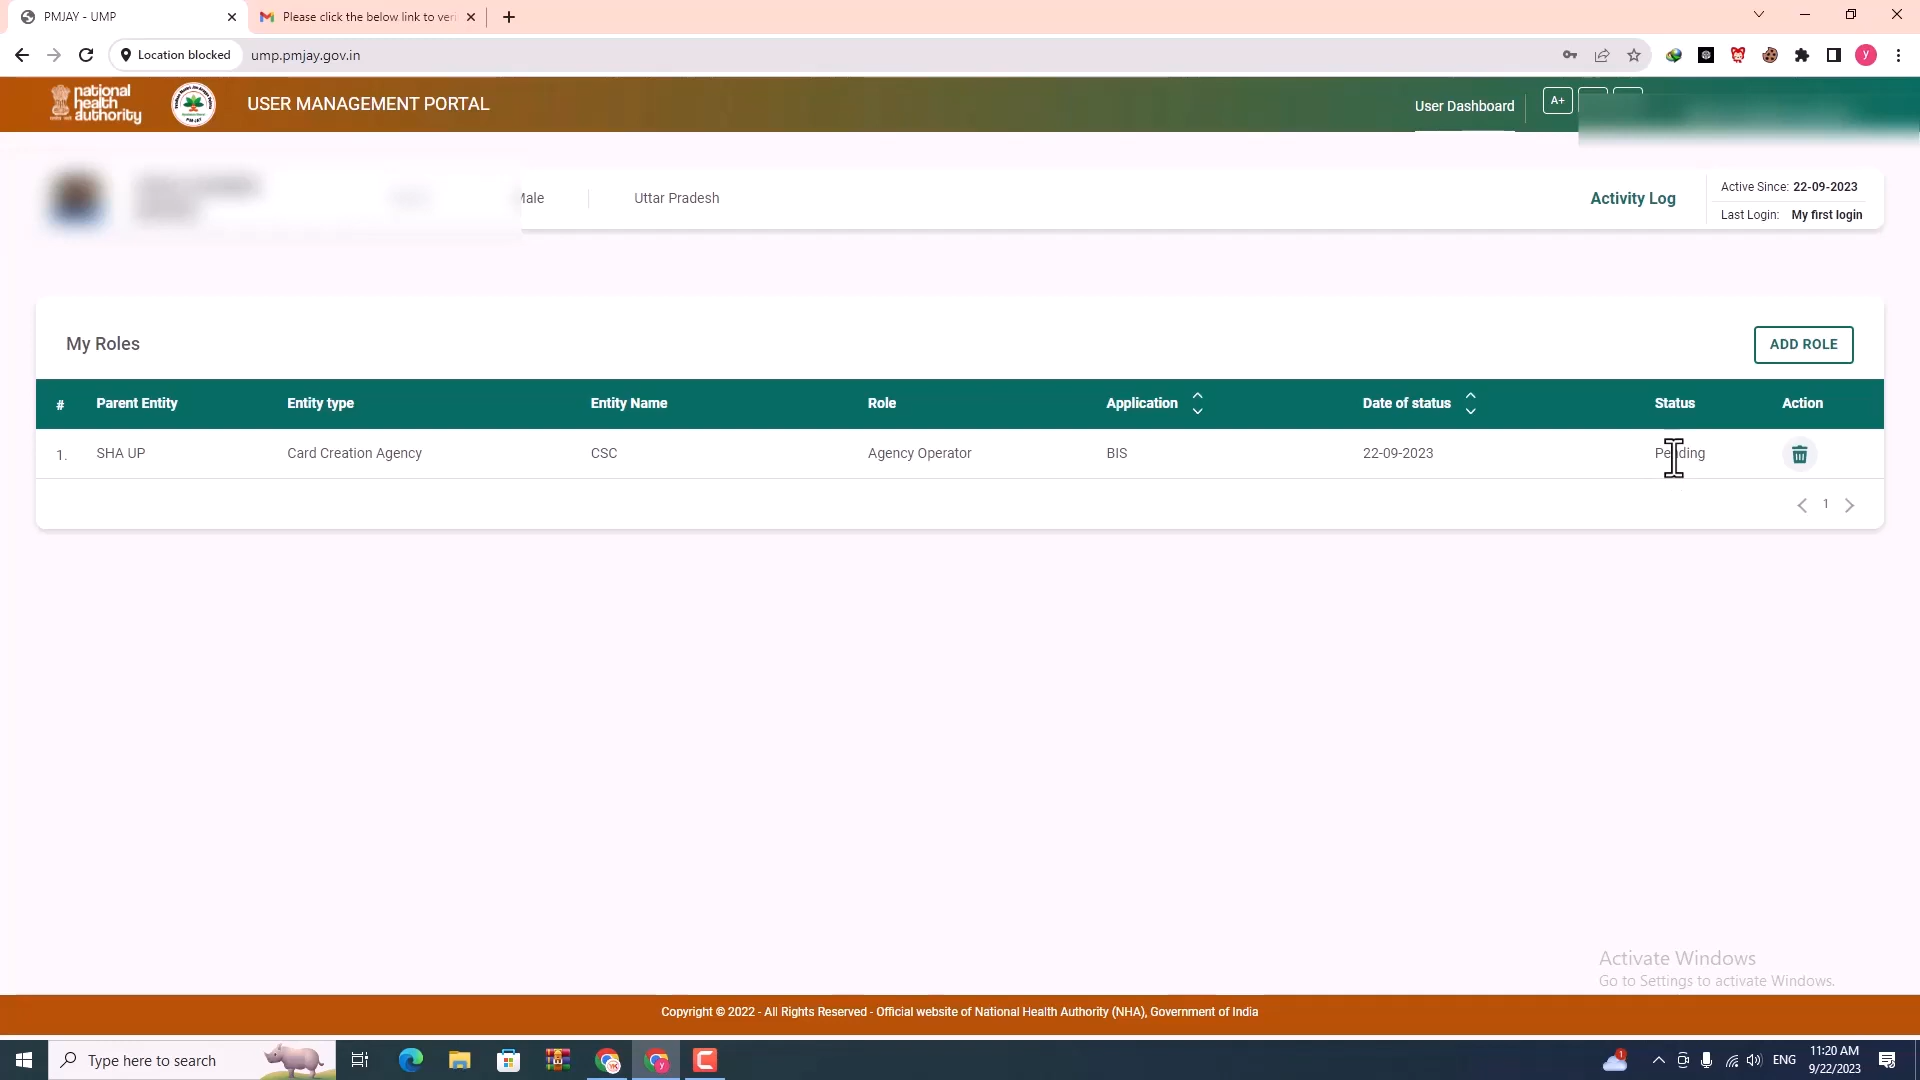 PMJAY - UMP
Please click the below link to veri
Location blocked
ump.pmjay.gov.in
y
national
health
authority
PM-JAY
USER MANAGEMENT PORTAL
User Dashboard
A+
Male
Uttar Pradesh
Activity Log
Active Since: 22-09-2023
Last Login: My first login
My Roles
ADD ROLE
# Parent Entity Entity type Entity Name Role Application Date of status Status Action
1. SHA UP Card Creation Agency CSC Agency Operator BIS 22-09-2023 Pending
1
Activate Windows
Go to Settings to activate Windows.
Copyright © 2022 - All Rights Reserved - Official website of National Health Authority (NHA), Government of India
Type here to search
ENG
11:20 AM
9/22/2023